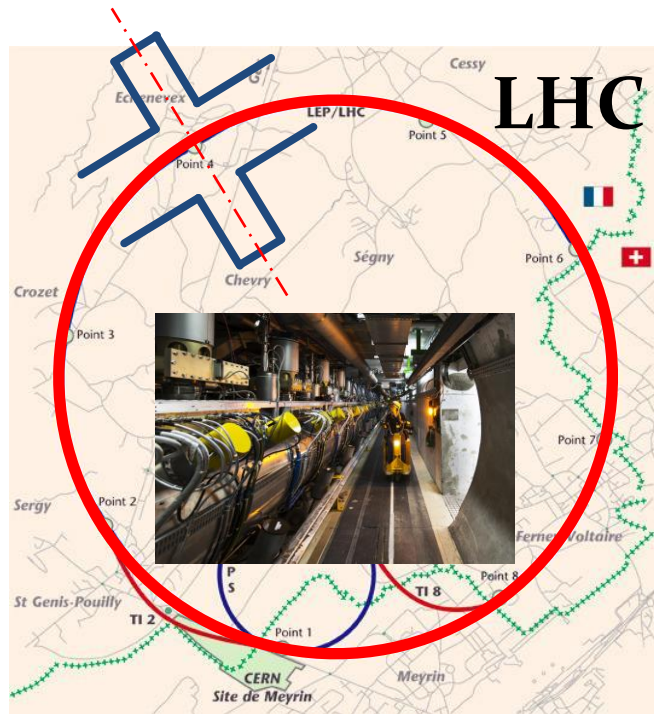 Cessy
LHC
Echenevex
G
LEP/LHC
Point 5
Point 4
Point 6
Ségny
Chevry
Crozet
Point 3
Point 7
Point 2
Sergy
Ferney Voltaire
P
S
Point 8
St Genis-Pouilly
TI 8
TI 2
Point 1
CERN
Site de Meyrin
Meyrin